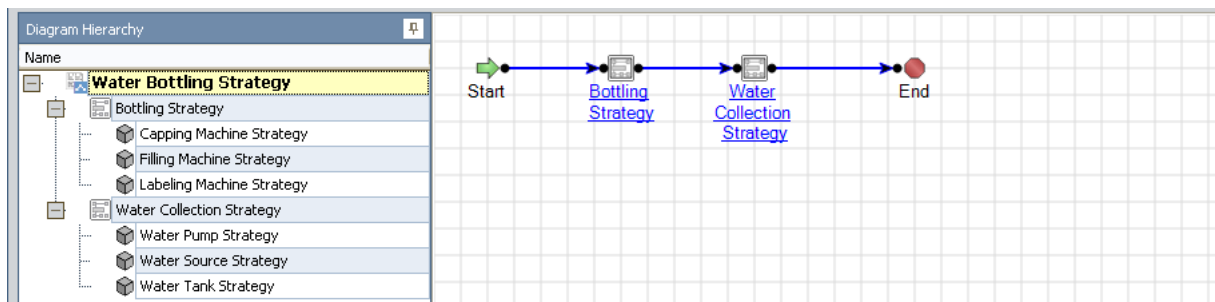 Diagram Hierarchy
Name
Water Bottling Strategy
Bottling Strategy
Capping Machine Strategy
Filling Machine Strategy
Labeling Machine Strategy
Water Collection Strategy
Water Pump Strategy
Water Source Strategy
Water Tank Strategy
Start
Bottling
Strategy
Water
Collection
Strategy
End